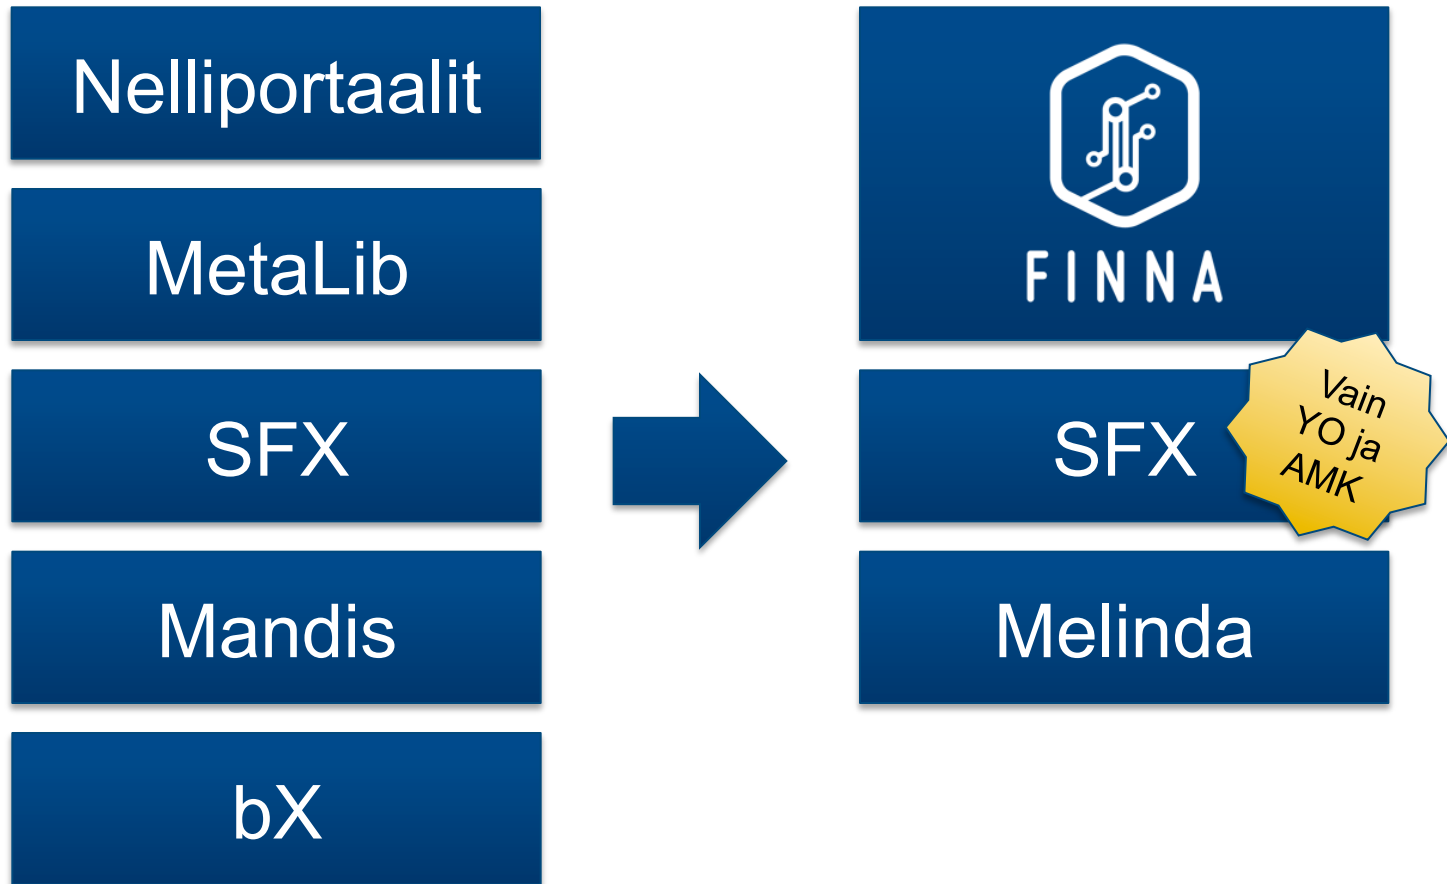 Nelliportaalit
MetaLib
SFX
Mandis
bX
FINNA
SFX
Vain
YO ja
AMK
Melinda